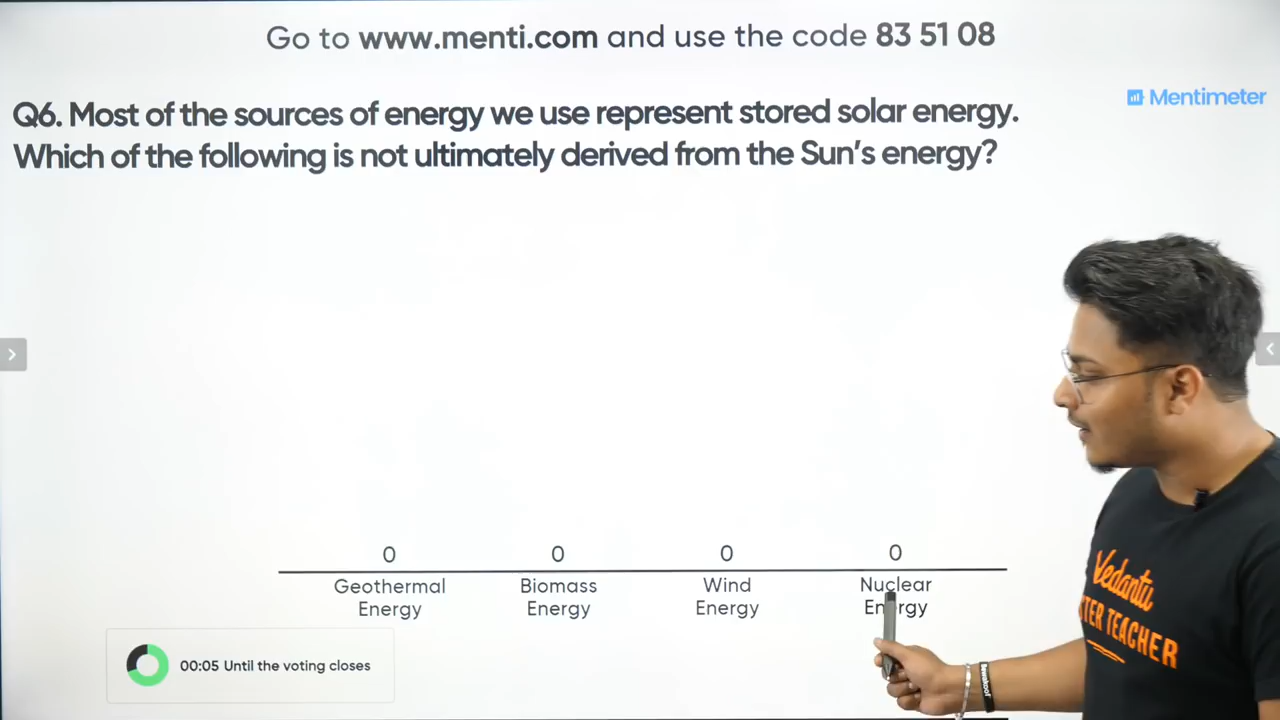 Go to www.menti.com and use the code 83 51 08
Mentimeter
Q6. Most of the sources of energy we use represent stored solar energy.
Which of the following is not ultimately derived from the Sun's energy?
0 0 0 0
Geothermal Energy
Biomass Energy
Wind Energy
Nuclear Energy
00:05 Until the voting closes
Vedantu
TER TEACHER